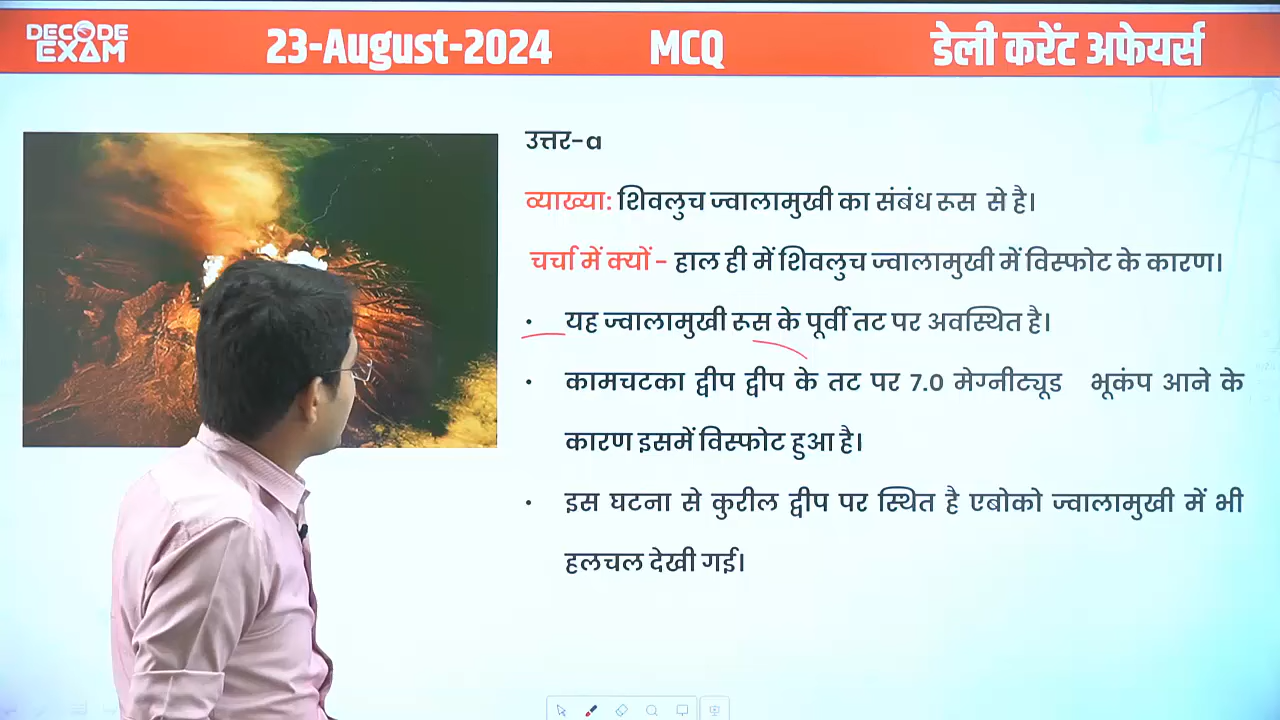 DECODE EXAM
23-August-2024 MCQ डेली करेंट अफेयर्स
उत्तर-a
व्याख्या: शिवलुच ज्वालामुखी का संबंध रूस से है।
चर्चा में क्यों - हाल ही में शिवलुच ज्वालामुखी में विस्फोट के कारण।
• यह ज्वालामुखी रूस के पूर्वी तट पर अवस्थित है।
• कामचटका द्वीप द्वीप के तट पर 7.0 मेग्नीट्यूड भूकंप आने के
कारण इसमें विस्फोट हुआ है।
• इस घटना से कुरील द्वीप पर स्थित है एबोको ज्वालामुखी में भी
हलचल देखी गई।